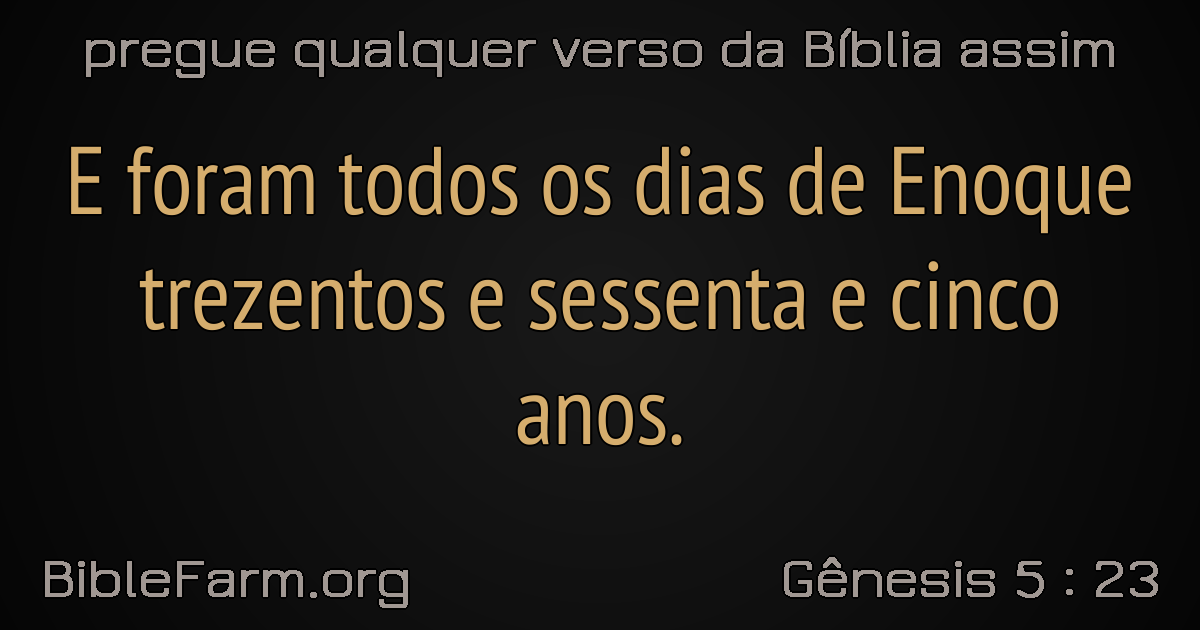 pregue qualquer verso da Bíblia assim
E foram todos os dias de Enoque
trezentos e sessenta e cinco
anos.
BibleFarm.org
Gênesis 5 : 23